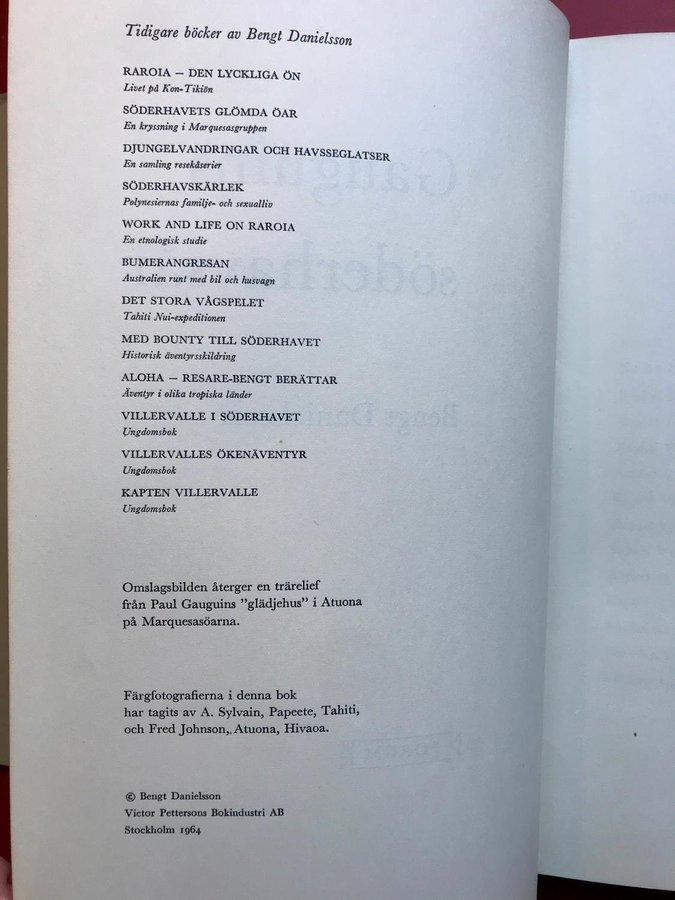 Tidigare böcker av Bengt Danielsson
RAROIA – DEN LYCKLIGA ÖN
Livet på Kon-Tikiön
SÖDERHAVETS GLÖMDA ÖAR
En kryssning i Marquesasgruppen
DJUNGELVANDRINGAR OCH HAVSSEGLATSER
En samling resekåserier
SÖDERHAVSKÄRLEK
Polynesiernas familje- och sexualliv
WORK AND LIFE ON RAROIA
En etnologisk studie
BUMERANGRESAN
Australien runt med bil och husvagn
DET STORA VÅGSPELET
Tahiti Nui-expeditionen
MED BOUNTY TILL SÖDERHAVET
Historisk äventyrsskildring
ALOHA – RESARE-BENGT BERÄTTAR
Äventyr i olika tropiska länder
VILLERVALLE I SÖDERHAVET
Ungdomsbok
VILLERVALLES ÖKENÄVENTYR
Ungdomsbok
KAPTEN VILLERVALLE
Ungdomsbok
Omslagsbilden återger en trärelief
från Paul Gauguins ”glädjehus” i Atuona
på Marquesasöarna.
Färgfotografierna i denna bok
har tagits av A. Sylvain, Papeete, Tahiti,
och Fred Johnson, Atuona, Hivaoa.
© Bengt Danielsson
Victor Pettersons Bokindustri AB
Stockholm 1964